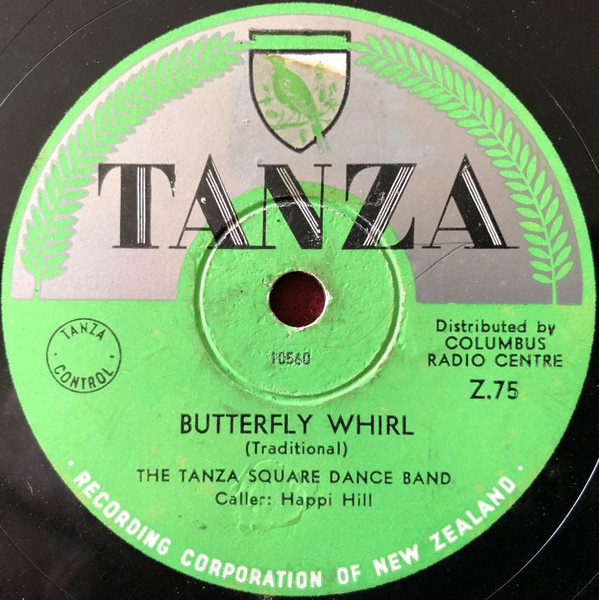 TANZA
TANZA
CONTROL
Distributed by
COLUMBUS
RADIO CENTRE
Z.75
10560
BUTTERFLY WHIRL
(Traditional)
THE TANZA SQUARE DANCE BAND
Caller: Happi Hill
· RECORDING CORPORATION OF NEW ZEALAND ·